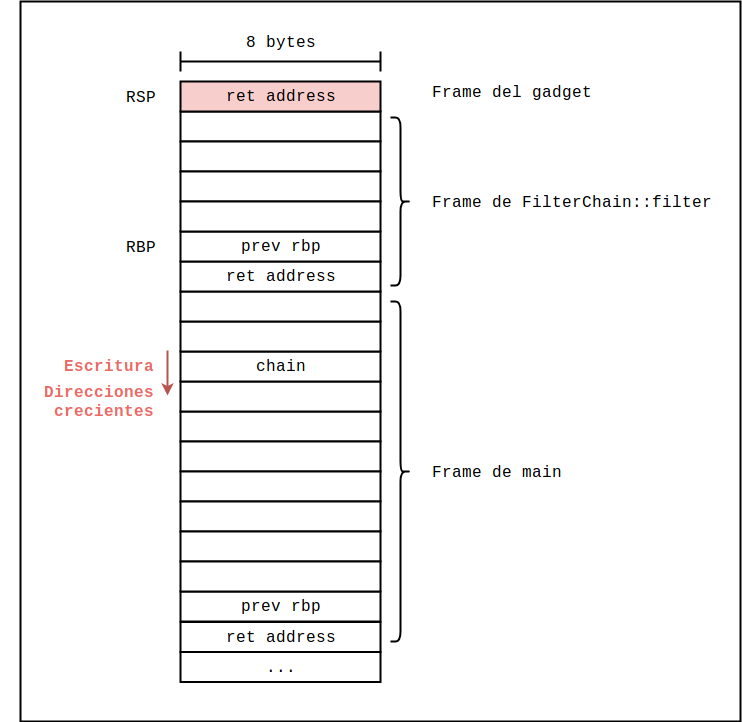 8 bytes
RSP
ret address
Frame del gadget
Frame de FilterChain::filter
RBP
prev rbp
ret address
Escritura
chain
Direcciones
crecientes
Frame de main
prev rbp
ret address
...